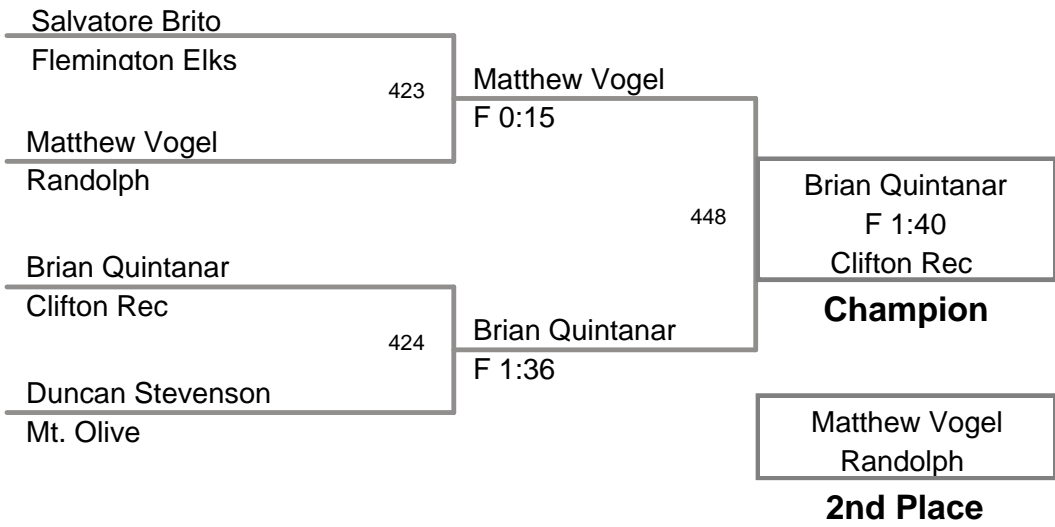 Salvatore Brito
Flemington Elks
423
Matthew Vogel
F 0:15
Matthew Vogel
Randolph
448
Brian Quintanar
F 1:40
Clifton Rec
Champion
Brian Quintanar
Clifton Rec
424
Brian Quintanar
F 1:36
Duncan Stevenson
Mt. Olive
Matthew Vogel
Randolph
2nd Place